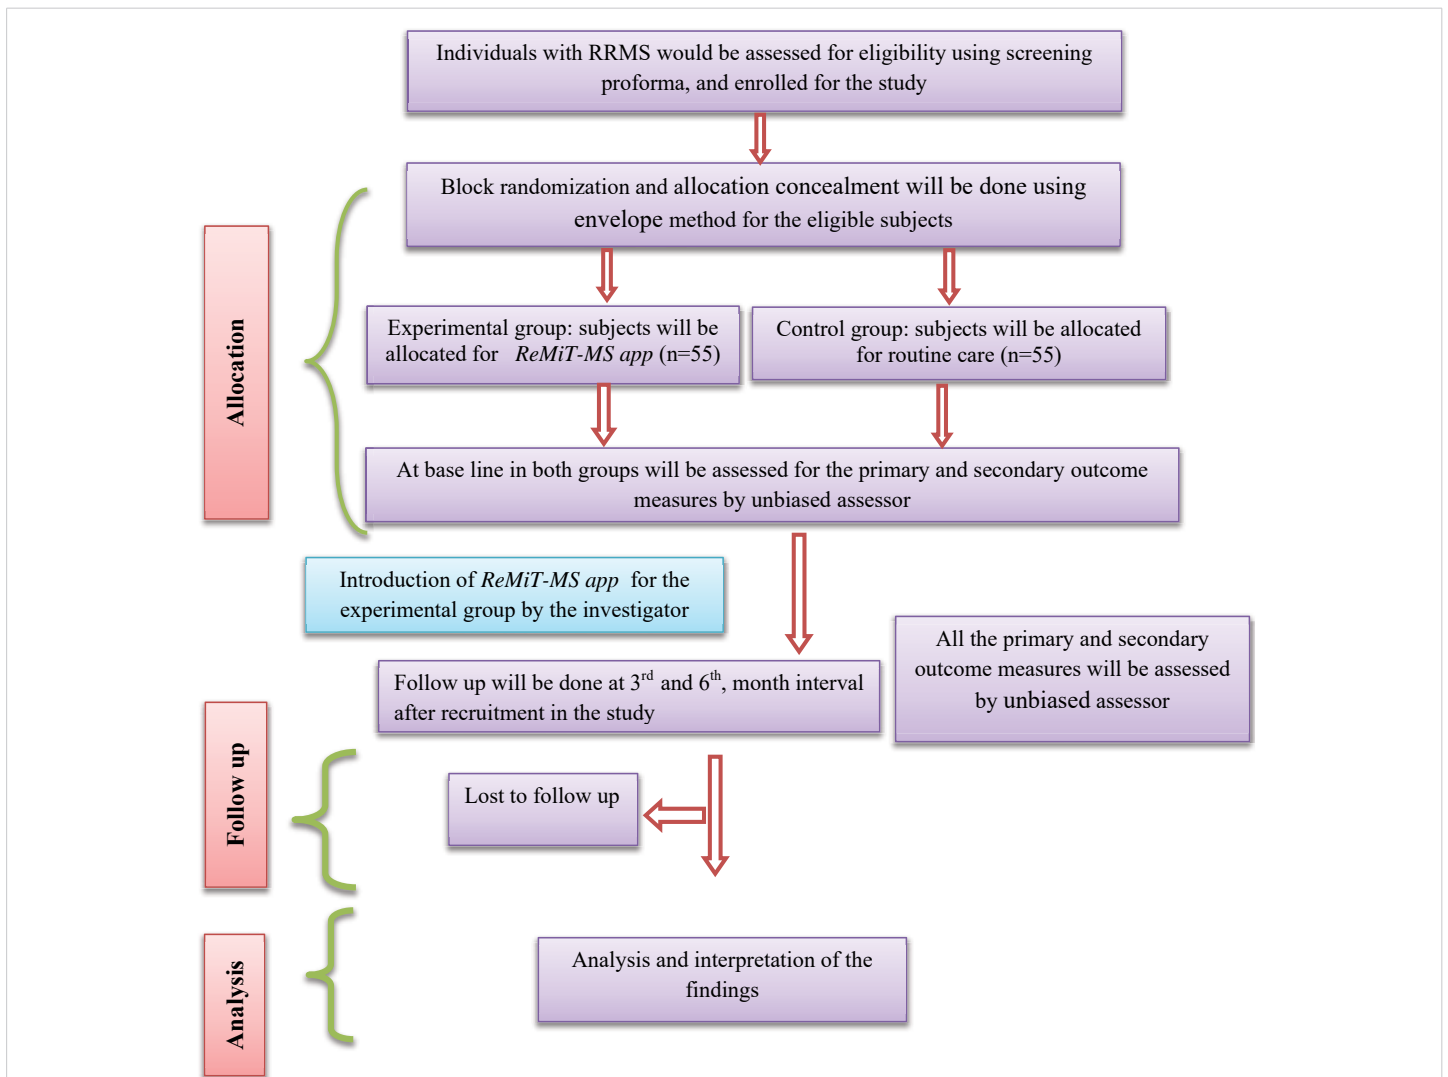 Individuals with RRMS would be assessed for eligibility using screening
proforma, and enrolled for the study
Block randomization and allocation concealment will be done using
envelope method for the eligible subjects
Allocation
Experimental group: subjects will be
allocated for ReMiT-MS app (n=55)
Control group: subjects will be allocated
for routine care (n=55)
At base line in both groups will be assessed for the primary and secondary outcome
measures by unbiased assessor
Introduction of ReMiT-MS app for the
experimental group by the investigator
All the primary and secondary
outcome measures will be assessed
by unbiased assessor
Follow up will be done at 3rd and 6th, month interval
after recruitment in the study
Follow up
Lost to follow up
Analysis
Analysis and interpretation of the
findings